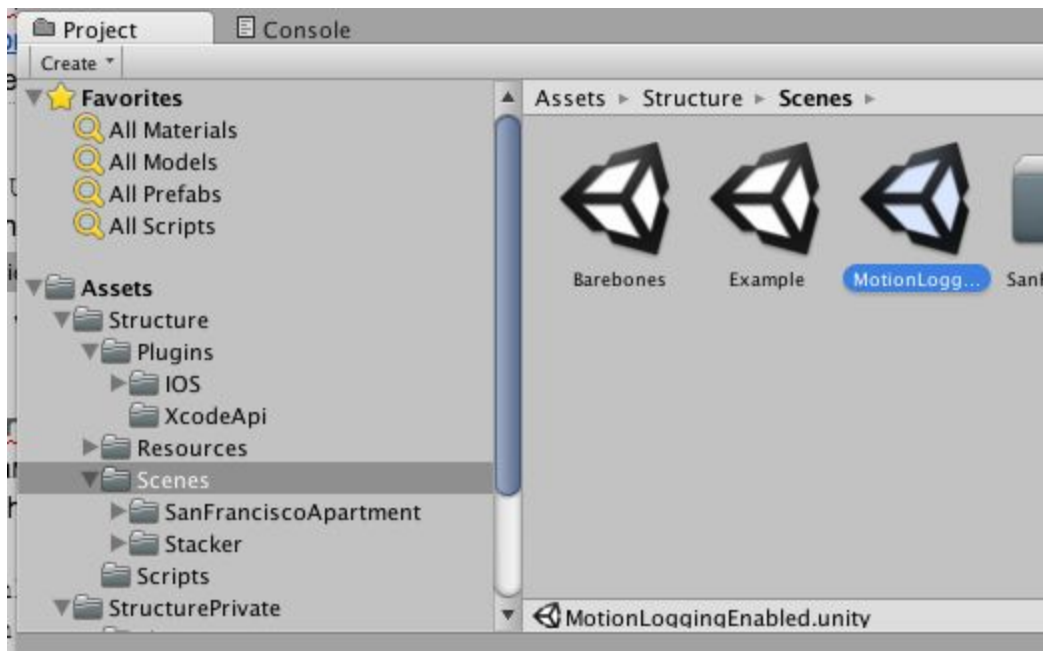 Project
Console
Create
Favorites
All Materials
All Models
All Prefabs
All Scripts
Assets
Structure
Plugins
IOS
XcodeApi
Resources
Scenes
SanFranciscoApartment
Stacker
Scripts
StructurePrivate
Assets Structure Scenes
Barebones Example MotionLogg...
MotionLoggingEnabled.unity